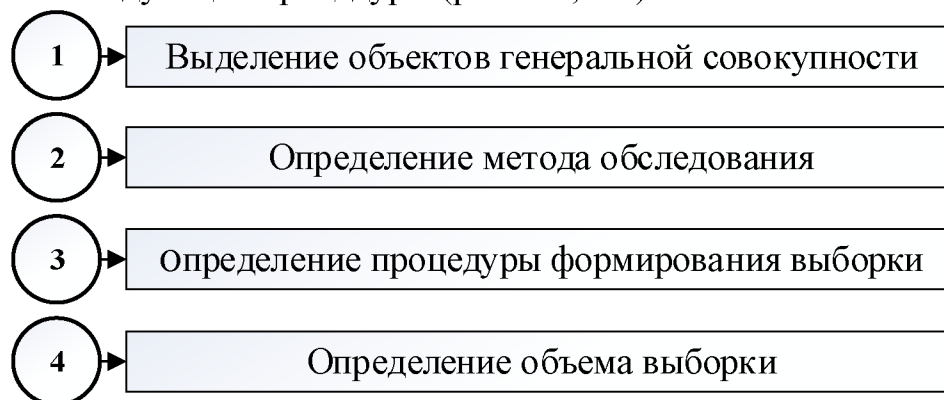 1 Выделение объектов генеральной совокупности
2 Определение метода обследования
3 Определение процедуры формирования выборки
4 Определение объема выборки